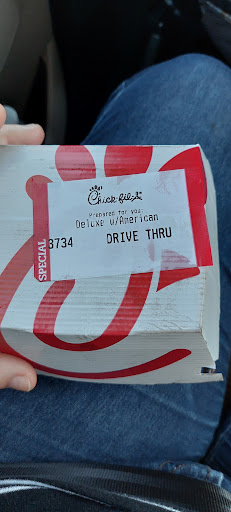 Chick-fil-A
Prepared for you:
Deluxe w/American
SPECIAL
3734 DRIVE THRU